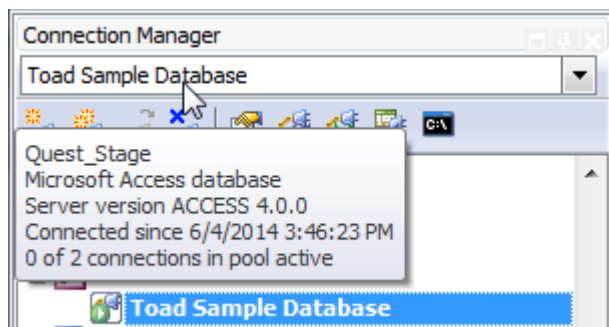 Connection Manager
Toad Sample Database
C:\
Quest_Stage
Microsoft Access database
Server version ACCESS 4.0.0
Connected since 6/4/2014 3:46:23 PM
0 of 2 connections in pool active
Toad Sample Database